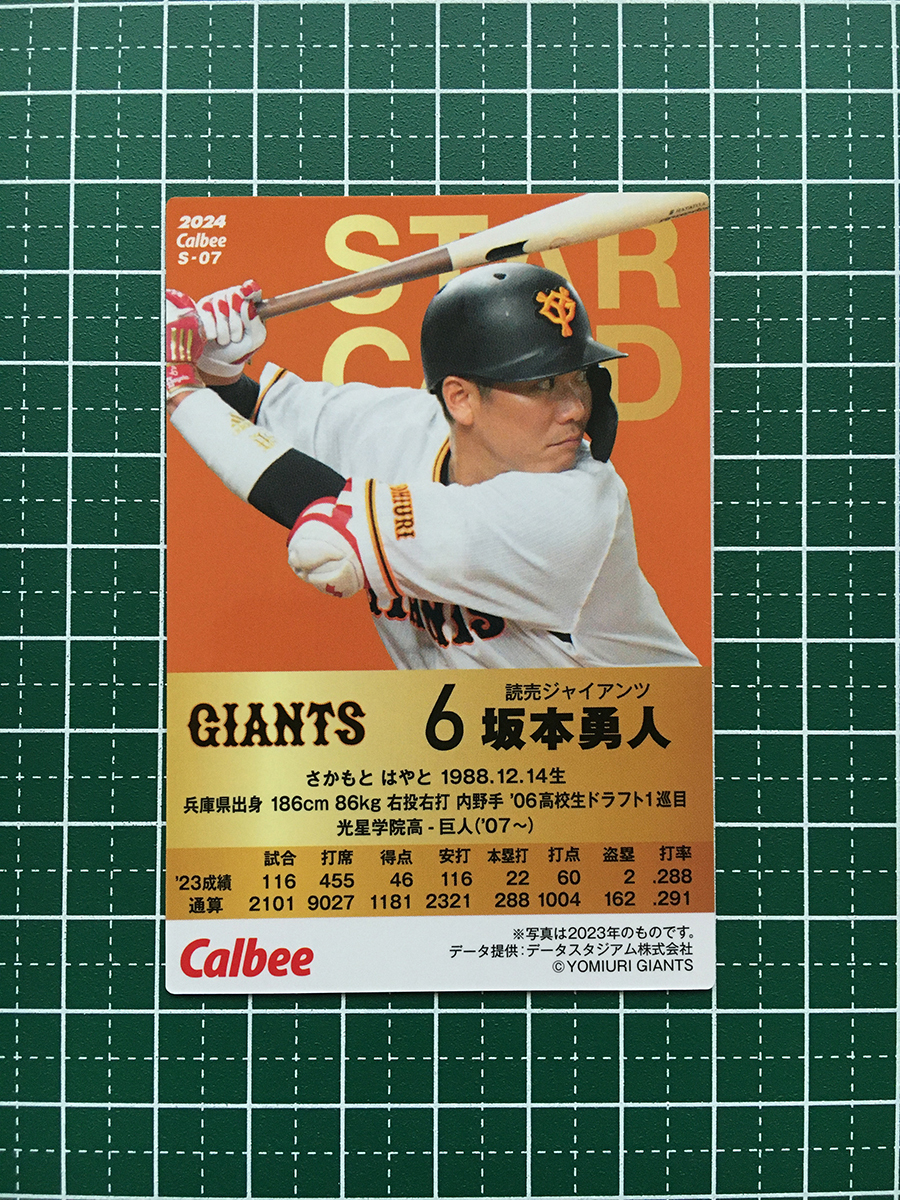 2024
Calbee
S-07
STAR
CARD
YOMIURI
GIANTS
読売ジャイアンツ
GIANTS 6 坂本勇人
さかもと はやと 1988.12.14生
兵庫県出身 186cm 86kg 右投右打 内野手 '06高校生ドラフト1巡目
光星学院高-巨人('07〜)
試合 打席 得点 安打 本塁打 打点 盗塁 打率
'23成績 116 455 46 116 22 60 2 .288
通算 2101 9027 1181 2321 288 1004 162 .291
Calbee
※写真は2023年のものです。
データ提供:データスタジアム株式会社
©YOMIURI GIANTS